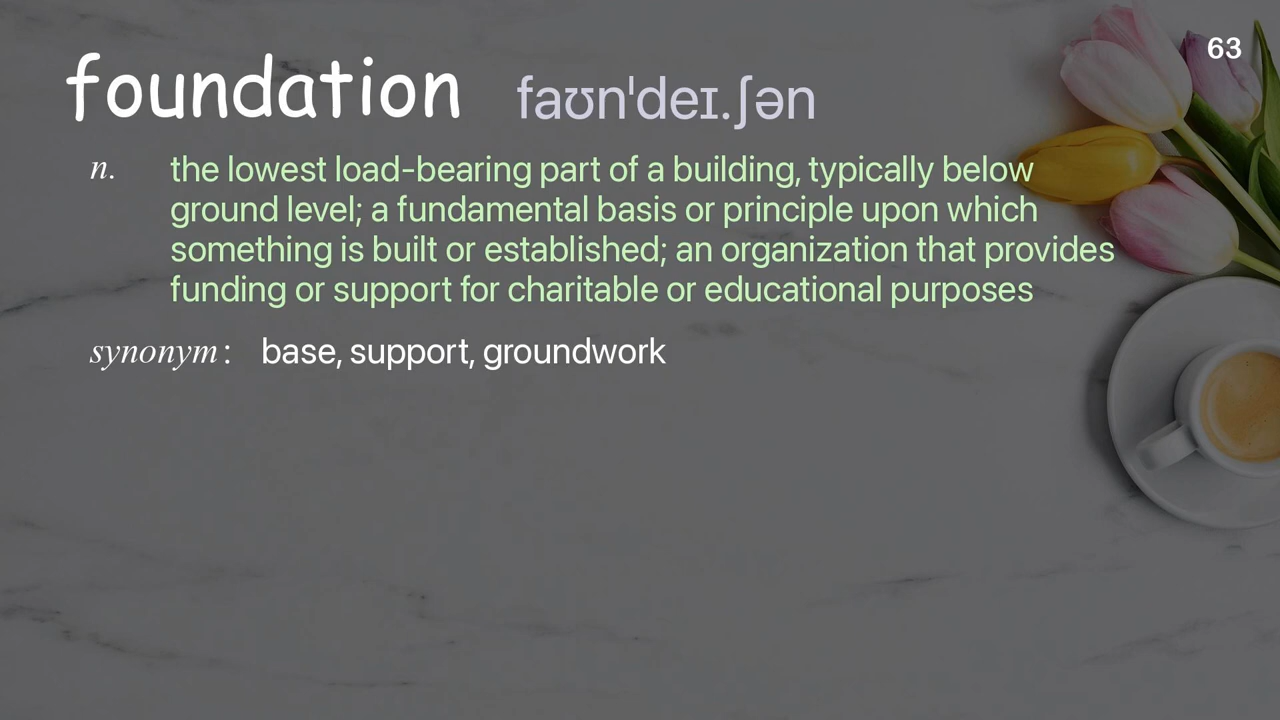 63
foundation faʊnˈdeɪ.ʃən
n. the lowest load-bearing part of a building, typically below
ground level; a fundamental basis or principle upon which
something is built or established; an organization that provides
funding or support for charitable or educational purposes
synonym: base, support, groundwork